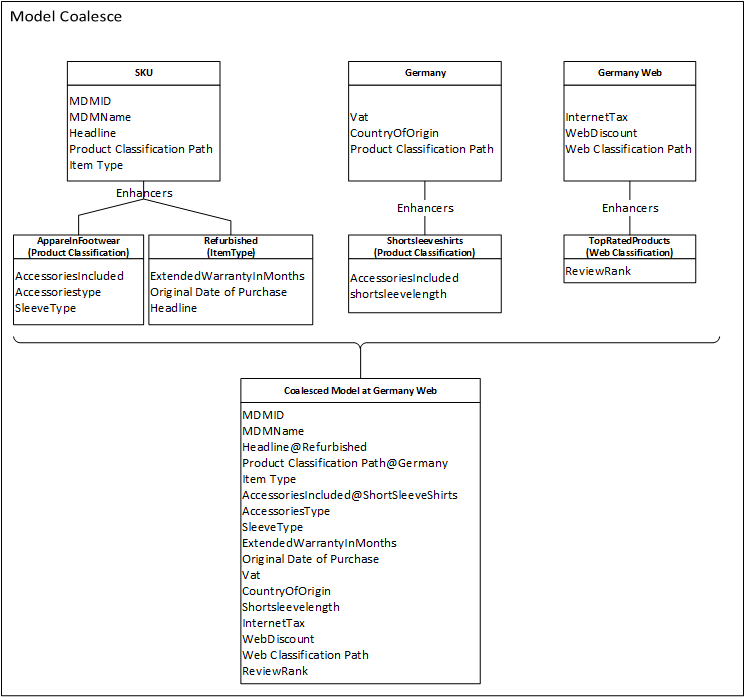 Model Coalesce
SKU
MDMID
MDMName
Headline
Product Classification Path
Item Type
Germany
Vat
CountryOfOrigin
Product Classification Path
Germany Web
InternetTax
WebDiscount
Web Classification Path
Enhancers
Enhancers
Enhancers
AppareInFootwear
(Product Classification)
AccessoriesIncluded
Accessoriestype
SleeveType
Refurbished
(ItemType)
ExtendedWarrantyInMonths
Original Date of Purchase
Headline
Shortsleeveshirts
(Product Classification)
AccessoriesIncluded
shortsleevelength
TopRatedProducts
(Web Classification)
ReviewRank
Coalesced Model at Germany Web
MDMID
MDMName
Headline@Refurbished
Product Classification Path@Germany
Item Type
AccessoriesIncluded@ShortSleeveShirts
AccessoriesType
SleeveType
ExtendedWarrantyInMonths
Original Date of Purchase
Vat
CountryOfOrigin
Shortsleevelength
InternetTax
WebDiscount
Web Classification Path
ReviewRank